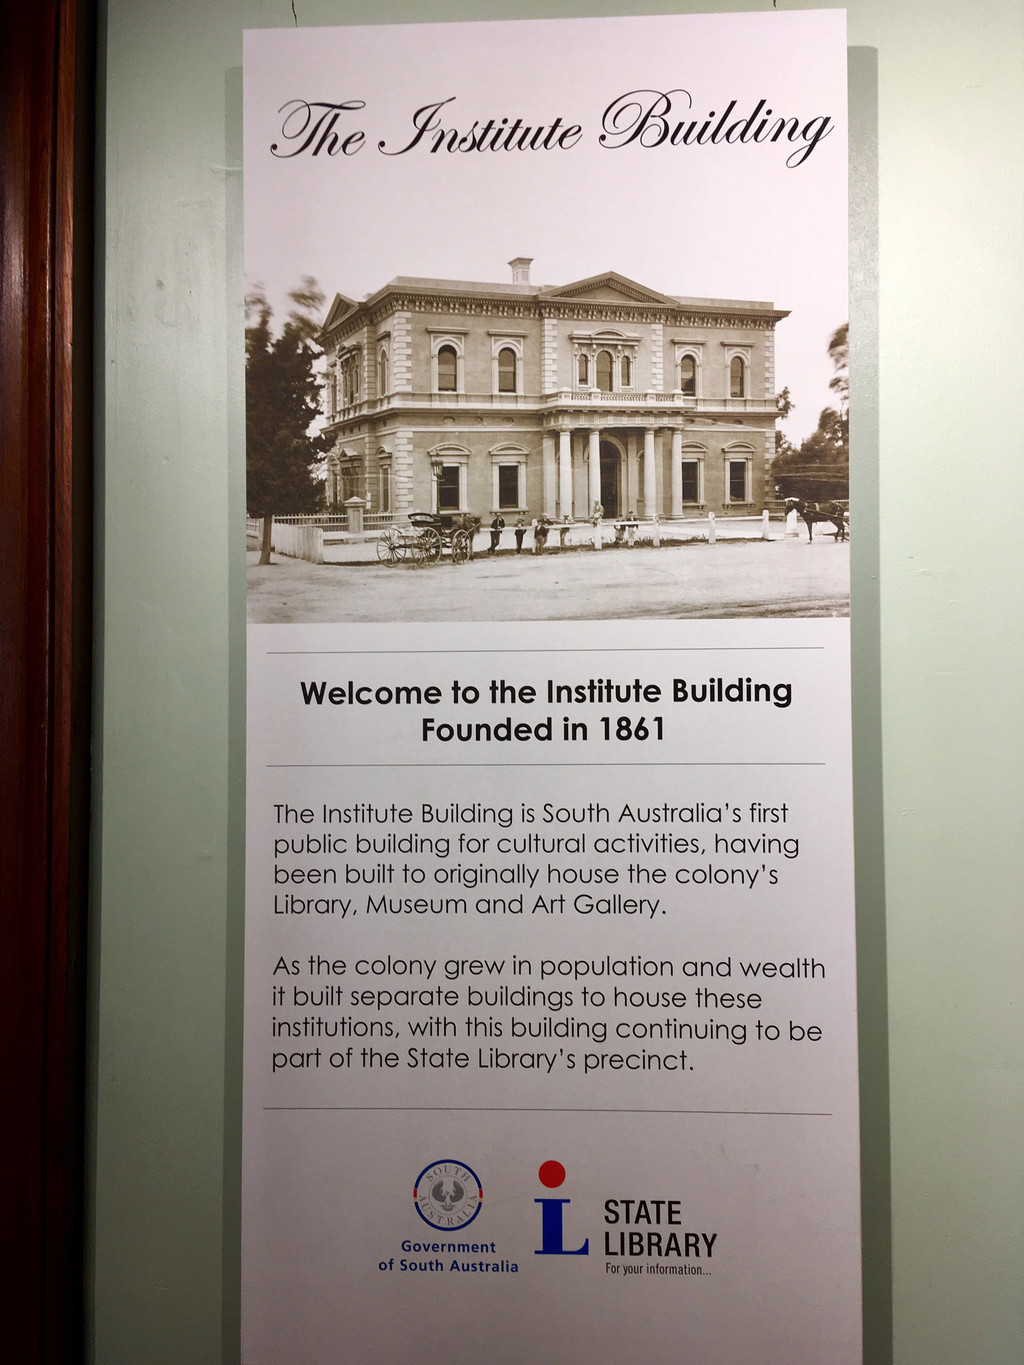 The Institute Building
Welcome to the Institute Building
Founded in 1861
The Institute Building is South Australia's first
public building for cultural activities, having
been built to originally house the colony's
Library, Museum and Art Gallery.
As the colony grew in population and wealth
it built separate buildings to house these
institutions, with this building continuing to be
part of the State Library's precinct.
SOUTH
AUSTRALIA
Government
of South Australia
STATE
LIBRARY
For your information...